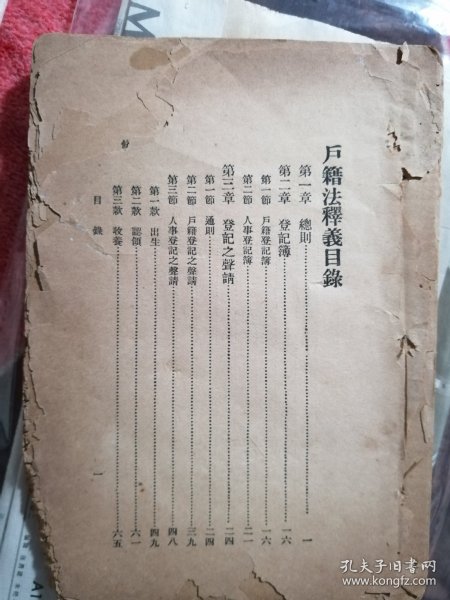 戶籍法釋義目錄
第一章 總則 一
第二章 登記簿 一六
第一節 戶籍登記簿 一六
第二節 人事登記簿 二一
第三章 登記之聲請 二四
第一節 通則 二四
第二節 戶籍登記之聲請 三九
第三節 人事登記之聲請 四八
第一款 出生 四九
第二款 認領 六一
第三款 收養 六五
目錄 一
孔夫子旧书网
www.kongfz.com